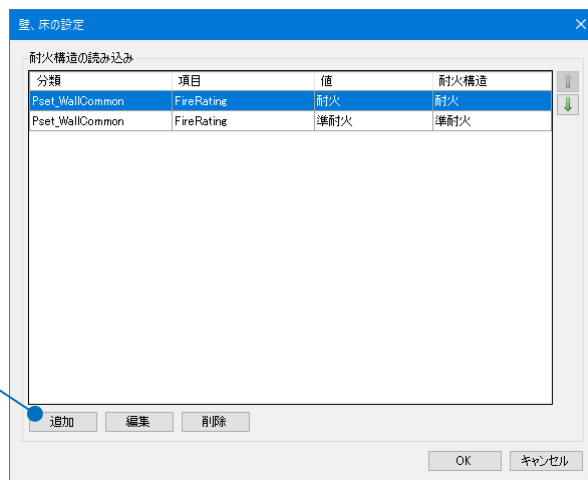 壁、床の設定
耐火構造の読み込み
分類 項目 値 耐火構造
Pset_WallCommon FireRating 耐火 耐火
Pset_WallCommon FireRating 準耐火 準耐火
追加 編集 削除
OK キャンセル